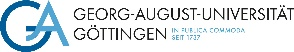 GEORG-AUGUST-UNIVERSITÄT
GÖTTINGEN IN PUBLICA COMMODA
SEIT 1737